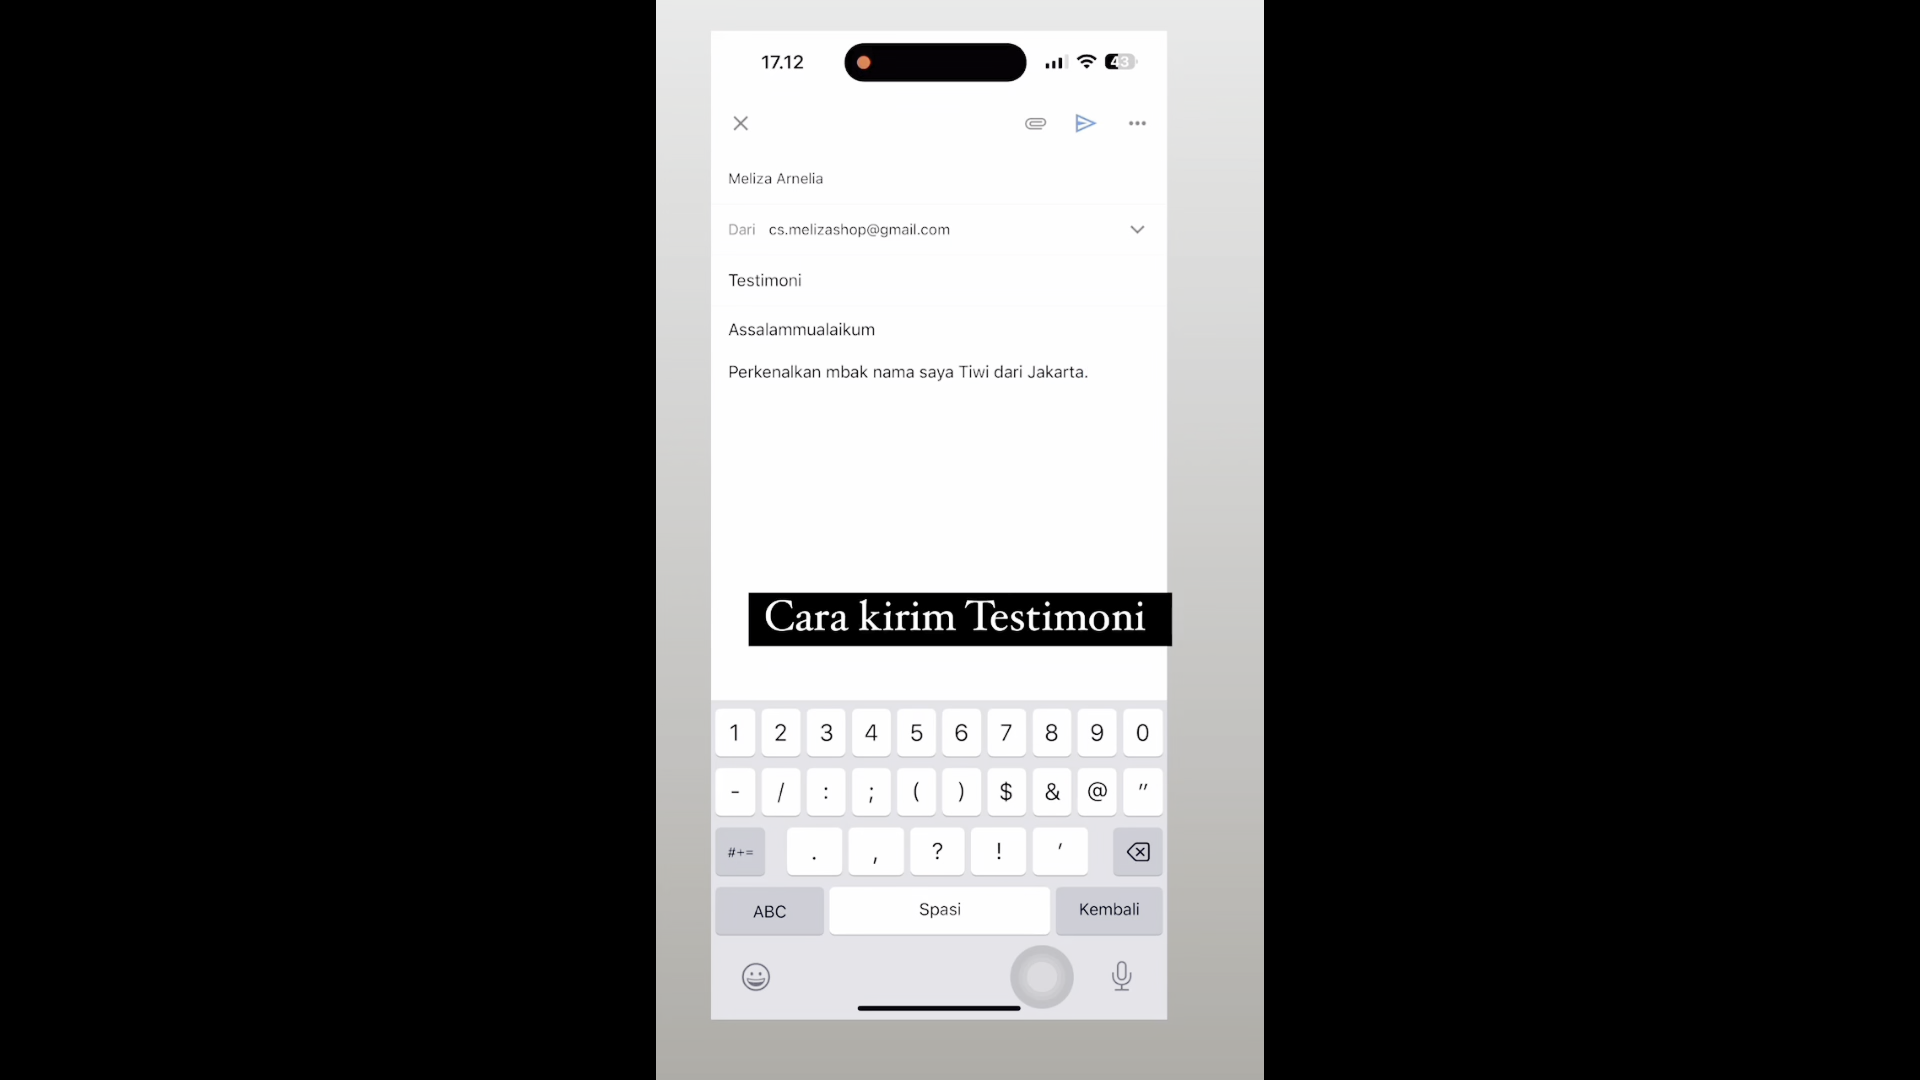 17.12
43
Meliza Arnelia
Dari cs.melizashop@gmail.com
Testimoni
Assalammualaikum
Perkenalkan mbak nama saya Tiwi dari Jakarta.
Cara kirim Testimoni
1 2 3 4 5 6 7 8 9 0
- / : ; ( ) $ & @ "
#+= . , ? ! '
ABC Spasi Kembali